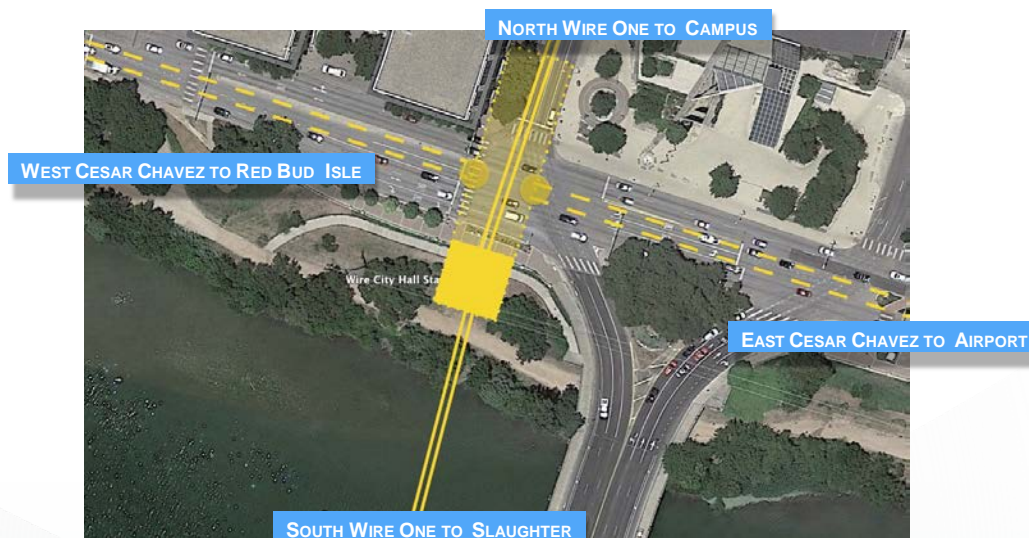 NORTH WIRE ONE TO CAMPUS
WEST CESAR CHAVEZ TO RED BUD ISLE
Wire City Hall Sta
EAST CESAR CHAVEZ TO AIRPORT
SOUTH WIRE ONE TO SLAUGHTER